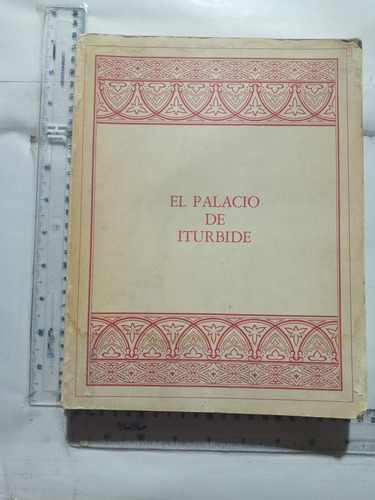 EL PALACIO
DE
ITURBIDE